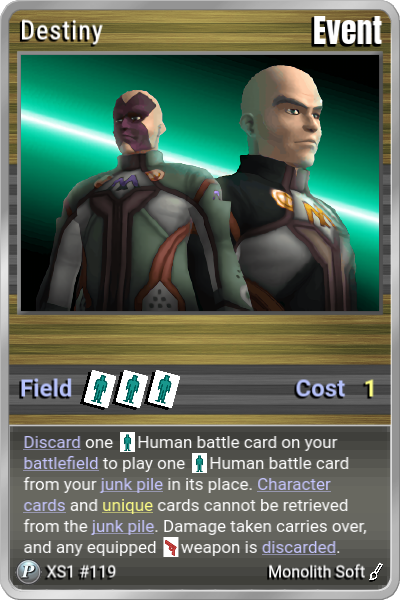 Destiny
Event
Field
Cost 1
Discard one Human battle card on your
battlefield to play one Human battle card
from your junk pile in its place. Character
cards and unique cards cannot be retrieved
from the junk pile. Damage taken carries over,
and any equipped weapon is discarded.
P XS1 #119
Monolith Soft